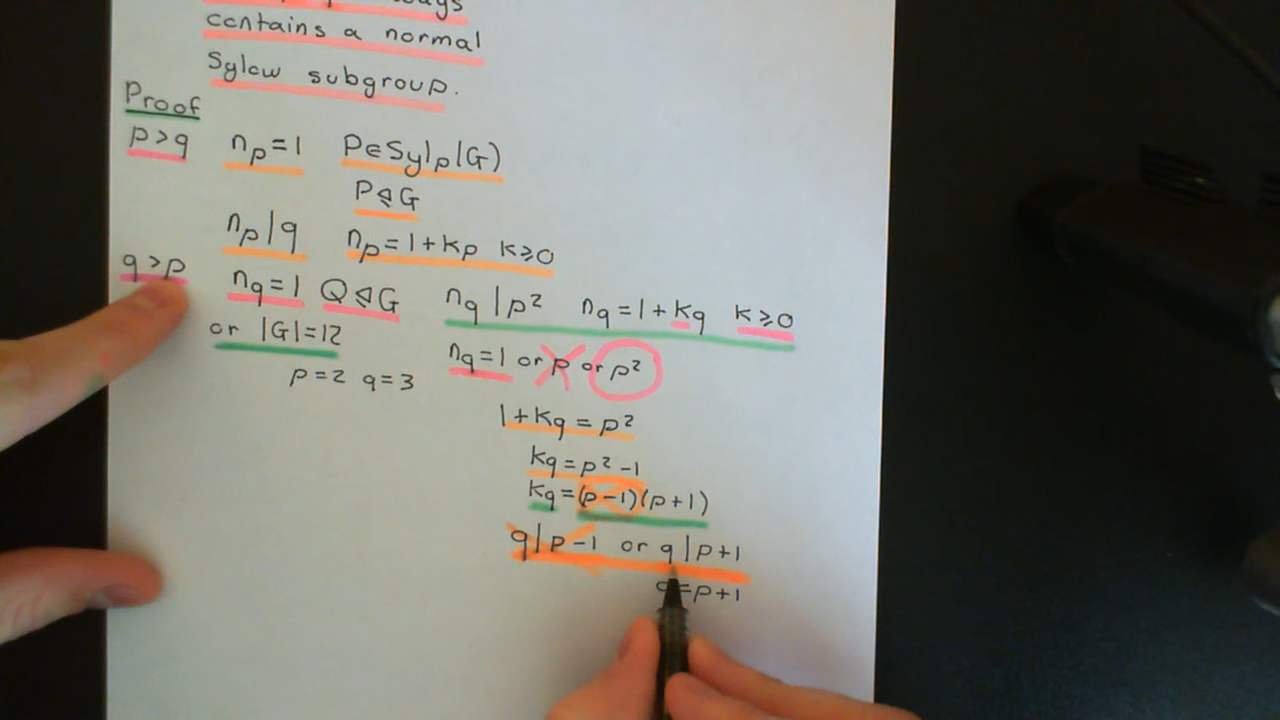 contains a normal
Sylow subgroup.
Proof
p>q n_p=1 P∈Syl_p(G)
P⊴G
n_p|q n_p=1+kp k≥0
q>p n_q=1 Q⊴G n_q|p² n_q=1+kq k≥0
or |G|=12 n_q=1 or p or p²
p=2 q=3
1+kq=p²
kq=p²-1
kq=(p-1)(p+1)
q|p-1 or q|p+1
=p+1